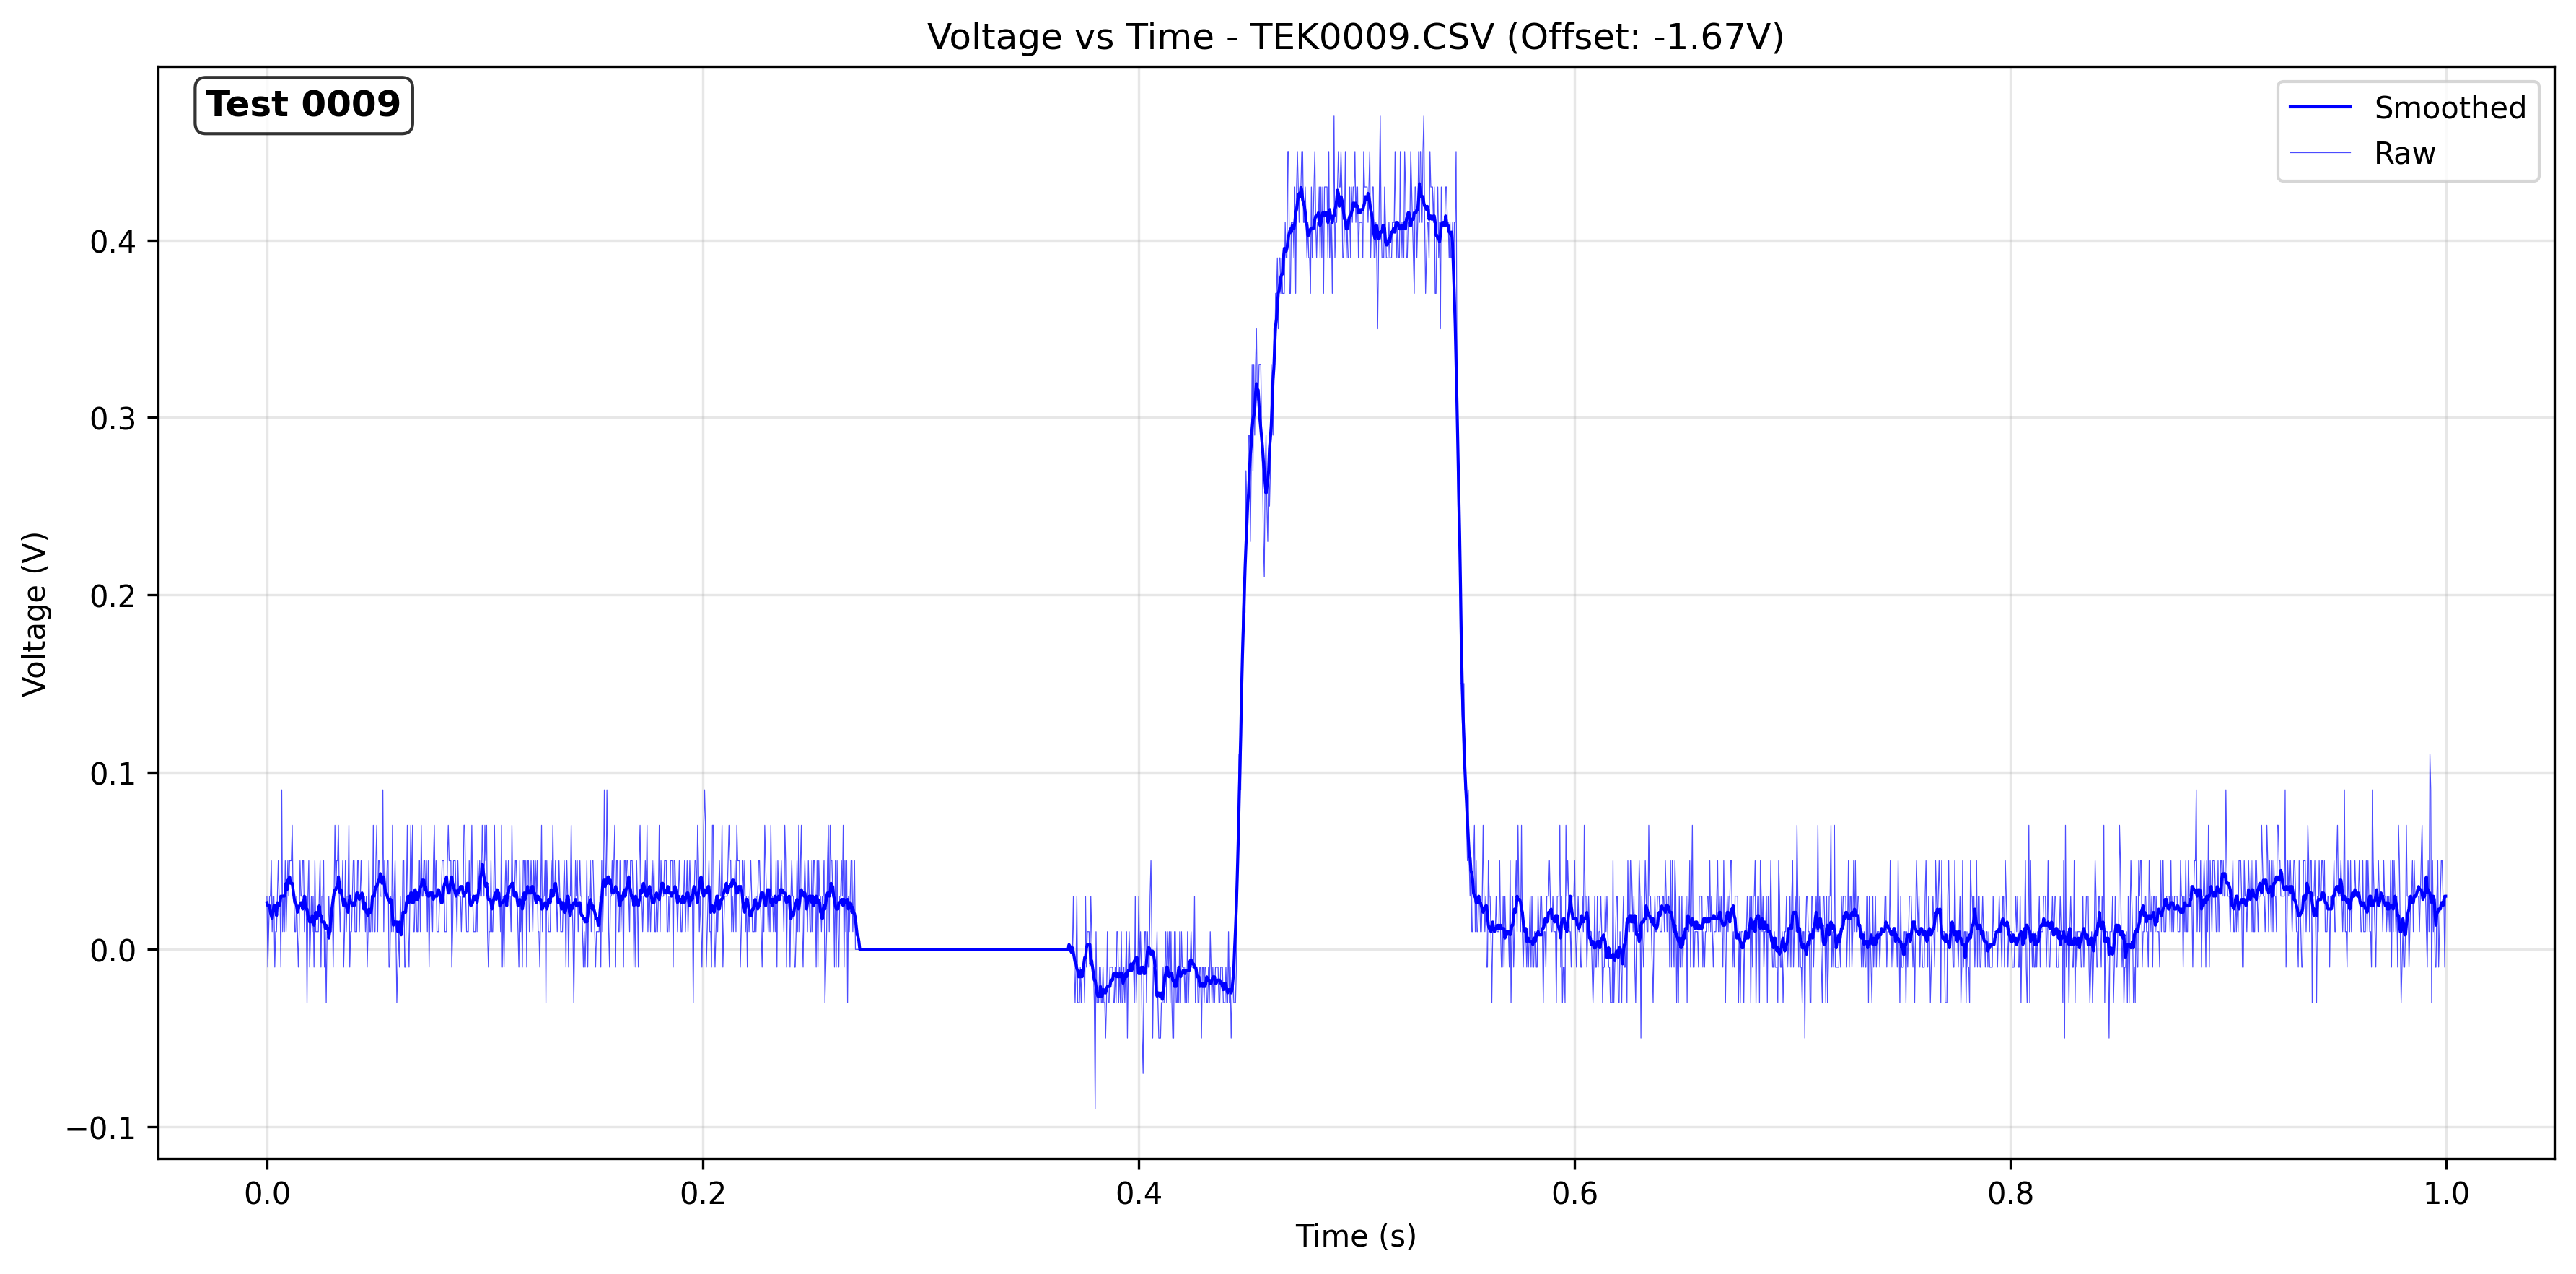 Voltage vs Time - TEK0009.CSV (Offset: -1.67V)
Test 0009
Smoothed
Raw
Voltage (V)
0.4
0.3
0.2
0.1
0.0
−0.1
0.0 0.2 0.4 0.6 0.8 1.0
Time (s)